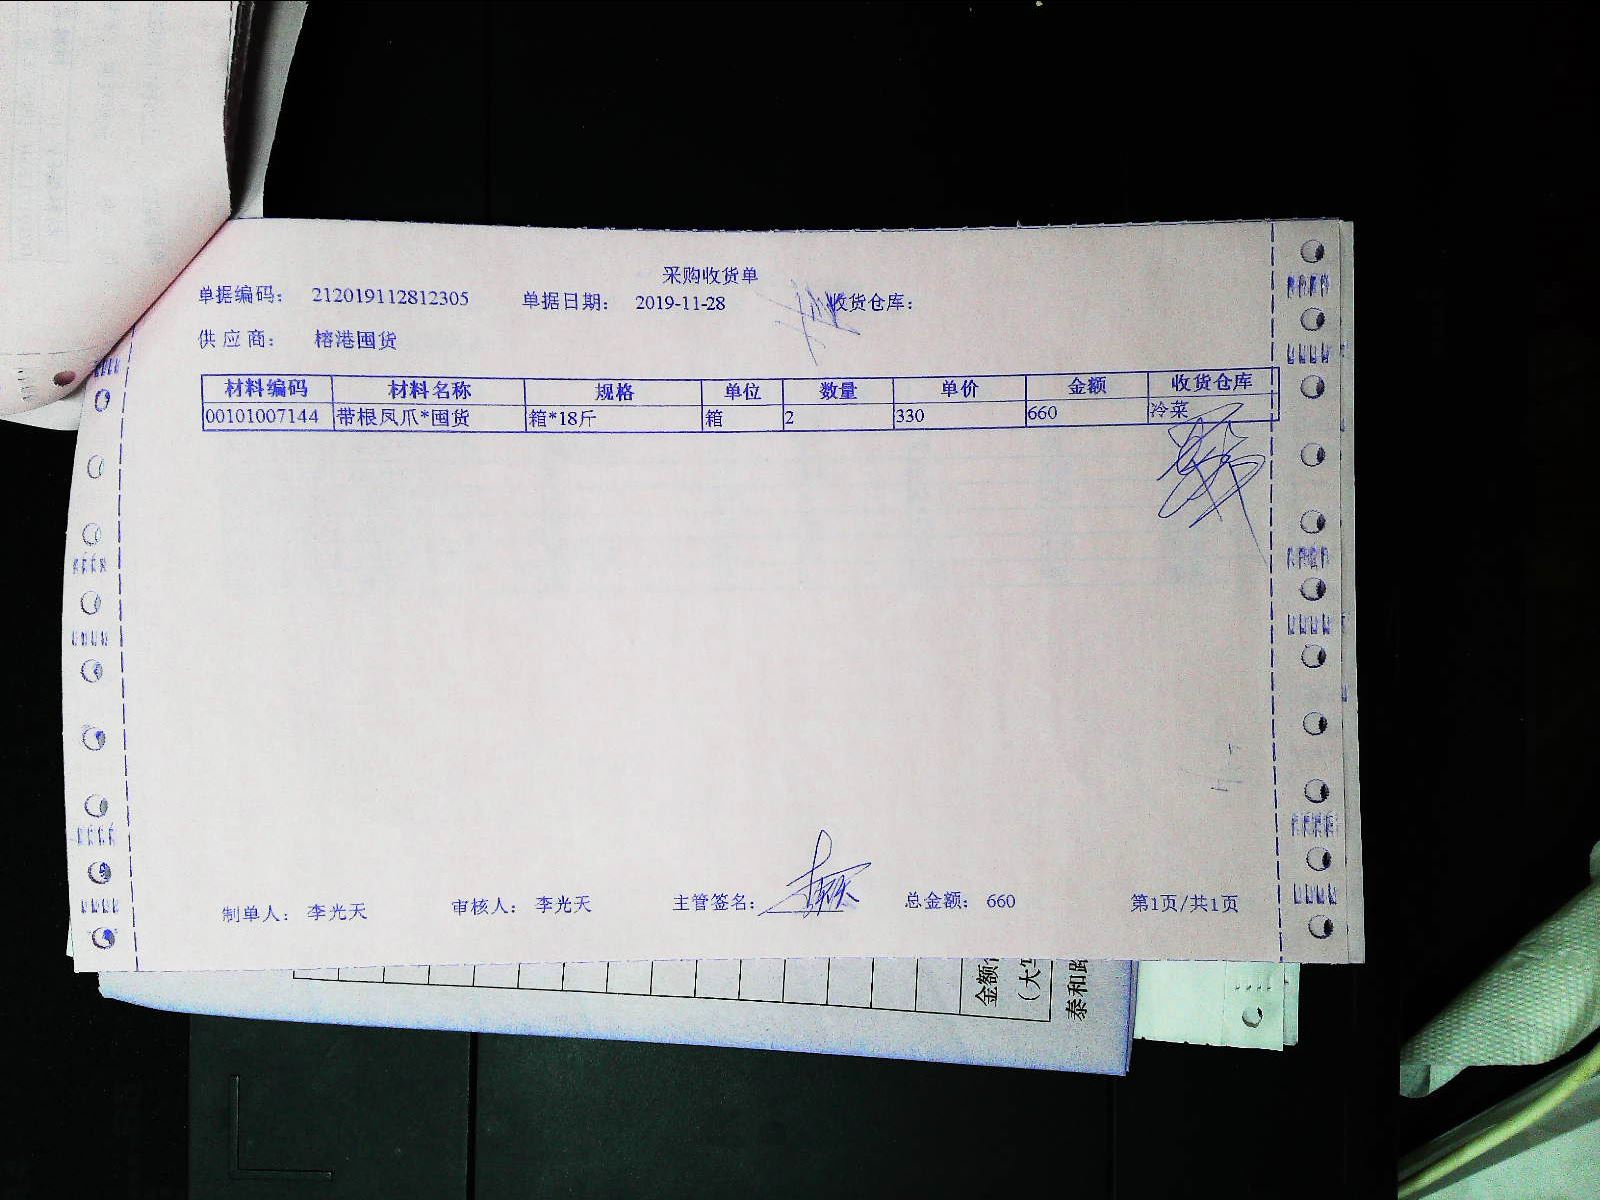 采购收货单
单据编码： 212019112812305 单据日期： 2019-11-28 收货仓库：
供应商： 榕港囤货
材料编码 材料名称 规格 单位 数量 单价 金额 收货仓库
00101007144 带根凤爪*囤货 箱*18斤 箱 2 330 660 冷菜
制单人： 李光天 审核人： 李光天 主管签名： 总金额： 660 第1页/共1页
金额
（大
泰和